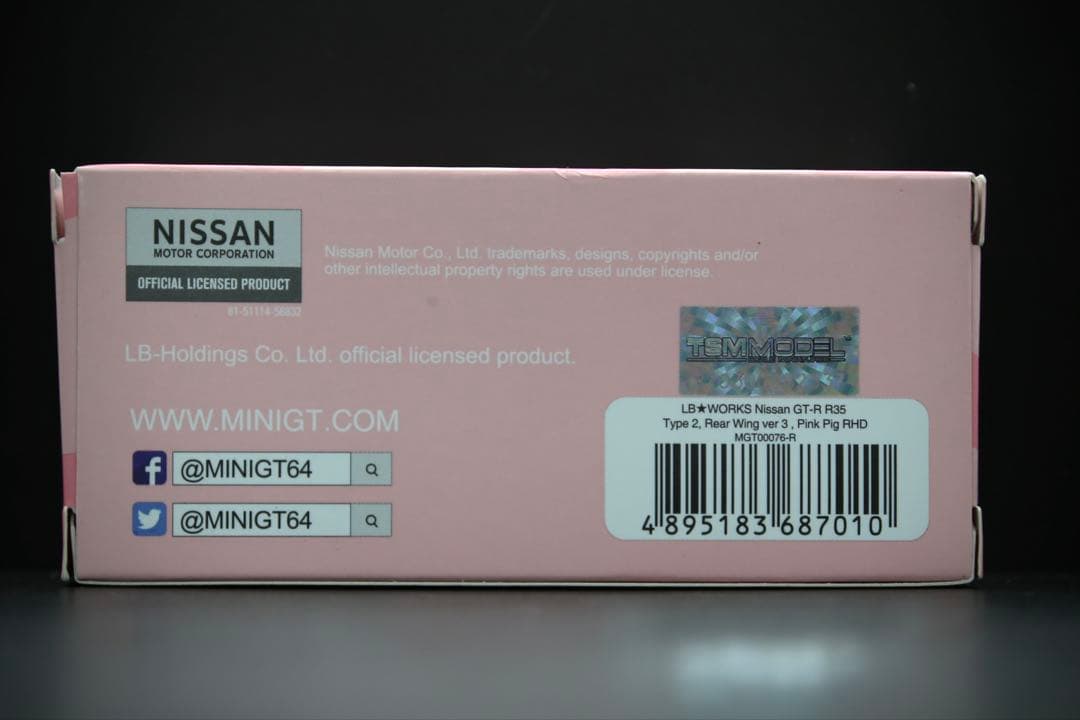 NISSAN
MOTOR CORPORATION
OFFICIAL LICENSED PRODUCT
Nissan Motor Co., Ltd. trademarks, designs, copyrights and/or
other intellectual property rights are used under license.
LB-Holdings Co. Ltd. official licensed product.
WWW.MINIGT.COM
@MINIGT64
@MINIGT64
TSMMODEL
LB★WORKS Nissan GT-R R35
Type 2, Rear Wing ver 3 , Pink Pig RHD
MGT00076-R
4 895183 687010